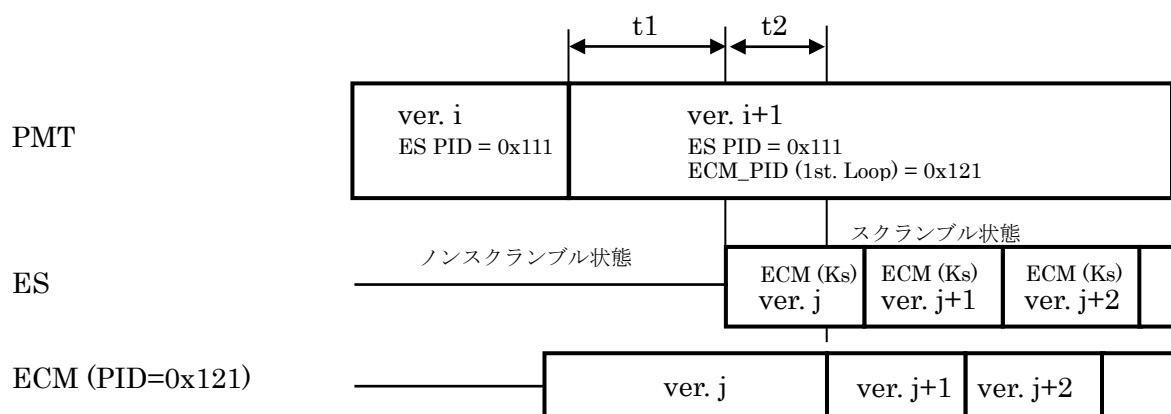 t1
t2
PMT
ver. i
ES PID = 0x111
ver. i+1
ES PID = 0x111
ECM_PID (1st. Loop) = 0x121
ES
ノンスクランブル状態
スクランブル状態
ECM (Ks)
ver. j
ECM (Ks)
ver. j+1
ECM (Ks)
ver. j+2
ECM (PID=0x121)
ver. j
ver. j+1
ver. j+2